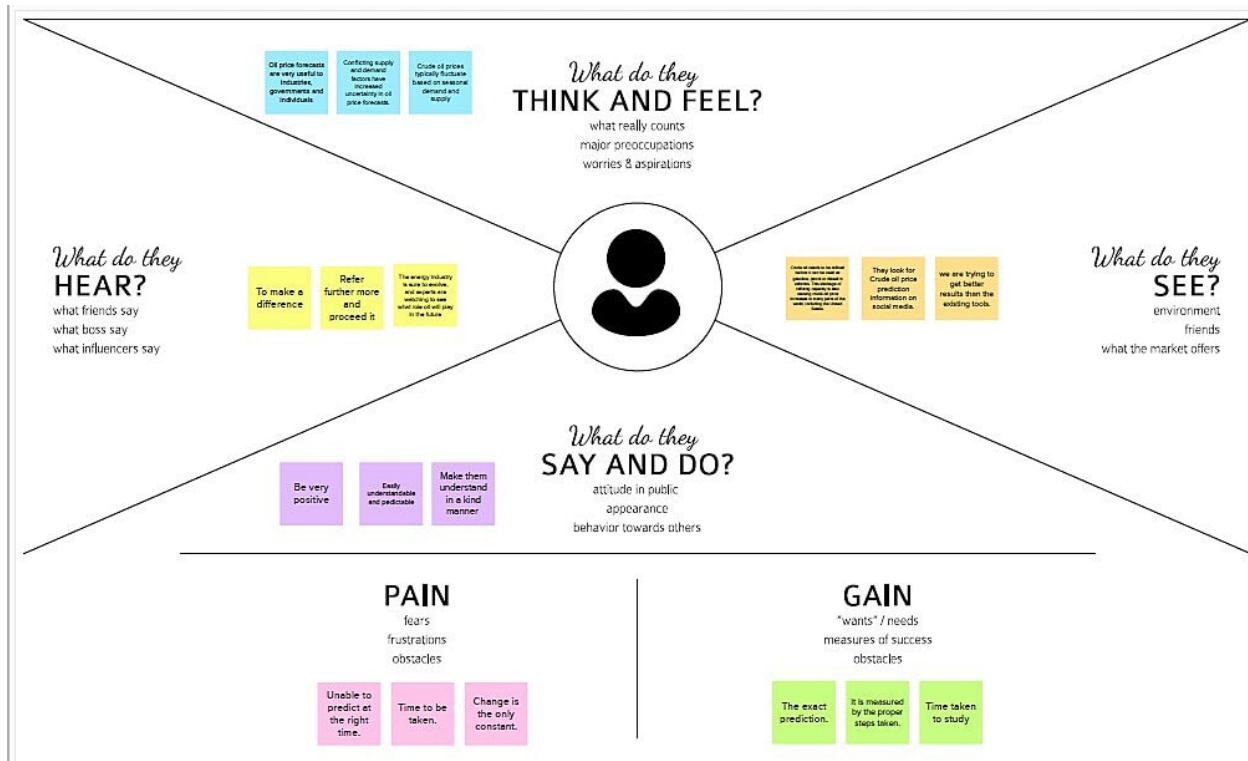 Oil price forecasts
are very useful to
industries,
governments and
individuals
Conflicting supply
and demand
factors have
increased
uncertainty in oil
price forecasts.
Crude oil prices
typically fluctuate
based on seasonal
demand and
supply
What do they
THINK AND FEEL?
what really counts
major preoccupations
worries & aspirations
What do they
HEAR?
what friends say
what boss say
what influencers say
To make a
difference
Refer
further more
and
proceed it
The energy industry
is sure to evolve,
and experts are
watching to see
what role oil will play
in the future
They look for
Crude oil price
prediction
information on
social media.
we are trying to
get better
results than the
existing tools.
What do they
SEE?
environment
friends
what the market offers
What do they
SAY AND DO?
attitude in public
appearance
behavior towards others
Be very
positive
Easily
understandable
and pedictable
Make them
understand
in a kind
manner
PAIN
fears
frustrations
obstacles
Unable to
predict at
the right
time.
Time to be
taken.
Change is
the only
constant.
GAIN
"wants" / needs
measures of success
obstacles
The exact
prediction.
It is measured
by the proper
steps taken.
Time taken
to study